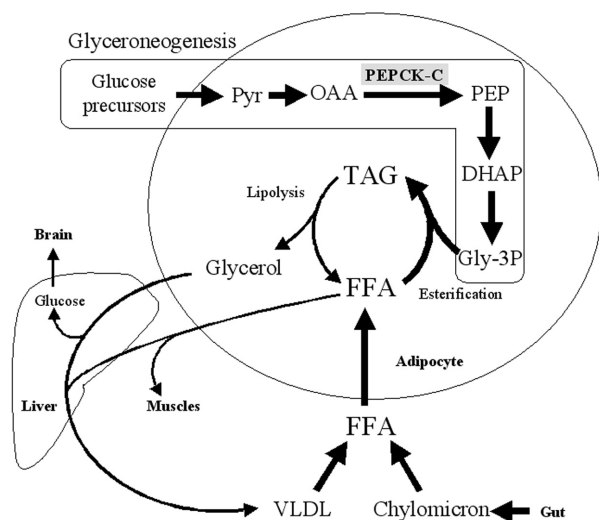 Glyceroneogenesis
PEPCK-C
Glucose
precursors
Pyr
OAA
PEP
DHAP
Gly-3P
TAG
Lipolysis
Glycerol
FFA
Esterification
Brain
Glucose
Liver
Muscles
Adipocyte
FFA
VLDL
Chylomicron
Gut